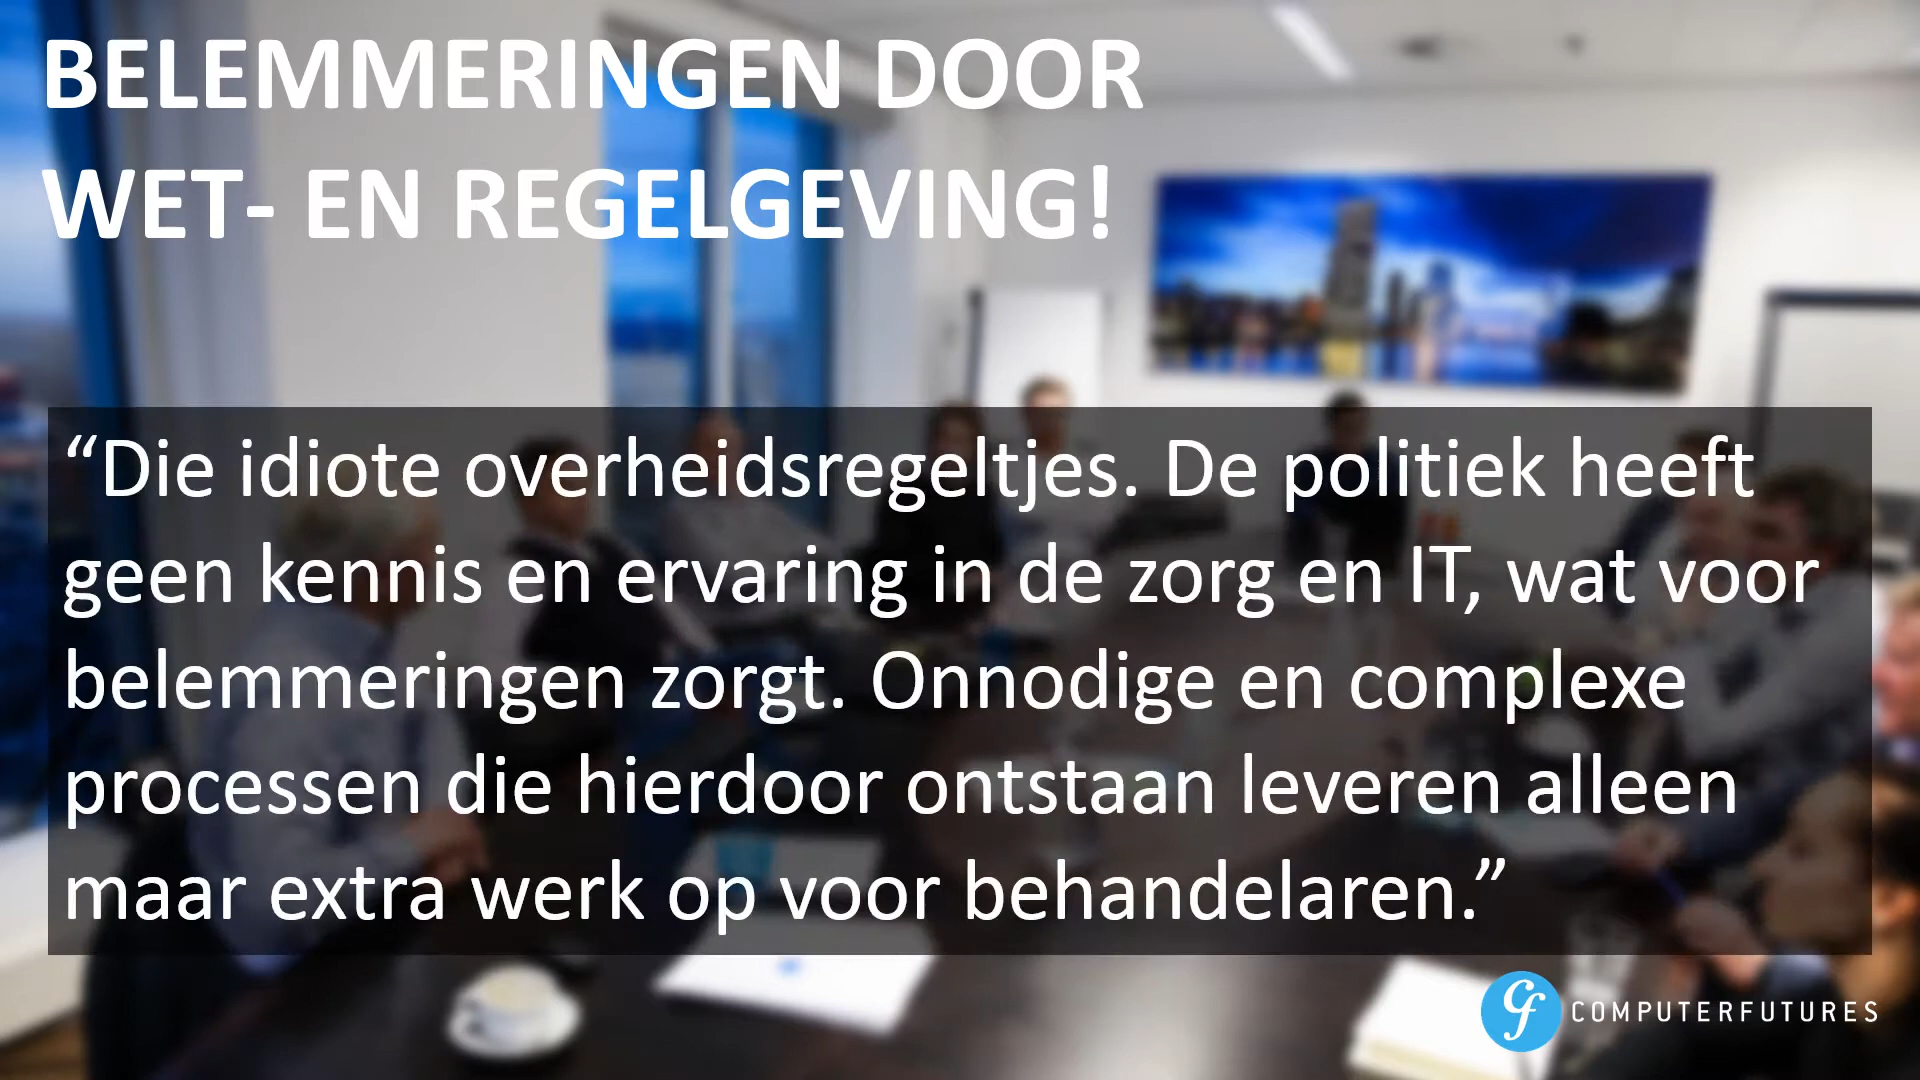 BELEMMERINGEN DOOR
WET- EN REGELGEVING!
“Die idiote overheidsregeltjes. De politiek heeft
geen kennis en ervaring in de zorg en IT, wat voor
belemmeringen zorgt. Onnodige en complexe
processen die hierdoor ontstaan leveren alleen
maar extra werk op voor behandelaren.”
cf COMPUTERFUTURES